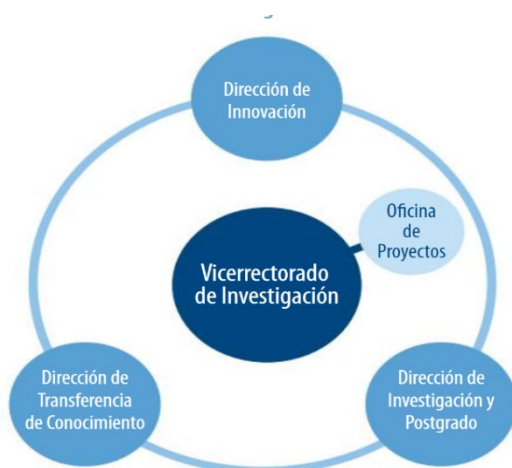 Dirección de
Innovación
Oficina
de
Proyectos
Vicerrectorado
de Investigación
Dirección de
Transferencia
de Conocimiento
Dirección de
Investigación y
Postgrado